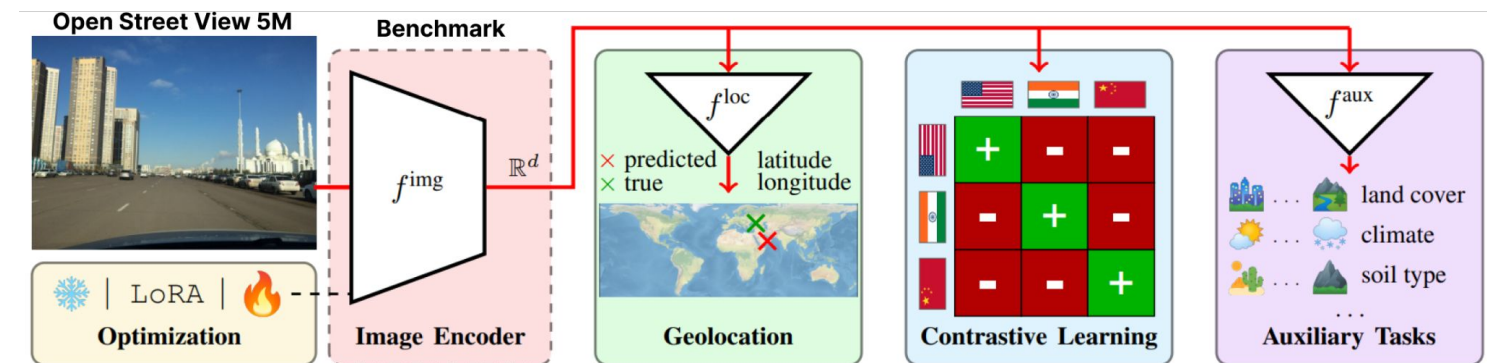 Open Street View 5M
Benchmark
f^img
ℝ^d
| LoRA |
Optimization
Image Encoder
f^loc
× predicted
× true
latitude
longitude
Geolocation
+ - -
- + -
- - +
Contrastive Learning
f^aux
... land cover
... climate
... soil type
...
Auxiliary Tasks